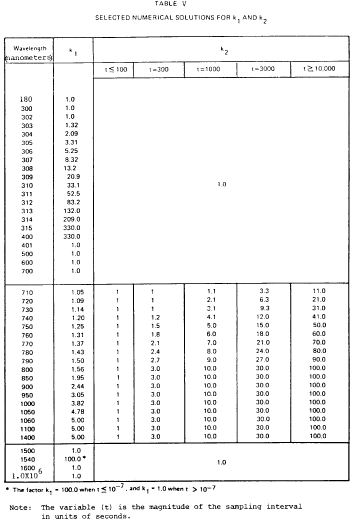 TABLE V
SELECTED NUMERICAL SOLUTIONS FOR k1 AND k2
Wavelength (nanometers) k1 k2
t ≤ 100 t=300 t=1000 t=3000 t ≥ 10,000
180 1.0
300 1.0
302 1.0
303 1.32
304 2.09
305 3.31
306 5.25
307 8.32
308 13.2
309 20.9
310 33.1 1.0
311 52.5
312 83.2
313 132.0
314 209.0
315 330.0
400 330.0
401 1.0
500 1.0
600 1.0
700 1.0
710 1.05 1 1 1.1 3.3 11.0
720 1.09 1 1 2.1 6.3 21.0
730 1.14 1 1 3.1 9.3 31.0
740 1.20 1 1.2 4.1 12.0 41.0
750 1.25 1 1.5 5.0 15.0 50.0
760 1.31 1 1.8 6.0 18.0 60.0
770 1.37 1 2.1 7.0 21.0 70.0
780 1.43 1 2.4 8.0 24.0 80.0
790 1.50 1 2.7 9.0 27.0 90.0
800 1.56 1 3.0 10.0 30.0 100.0
850 1.95 1 3.0 10.0 30.0 100.0
900 2.44 1 3.0 10.0 30.0 100.0
950 3.05 1 3.0 10.0 30.0 100.0
1000 3.82 1 3.0 10.0 30.0 100.0
1050 4.78 1 3.0 10.0 30.0 100.0
1060 5.00 1 3.0 10.0 30.0 100.0
1100 5.00 1 3.0 10.0 30.0 100.0
1400 5.00 1 3.0 10.0 30.0 100.0
1500 1.0
1540 100.0*
1600 1.0 1.0
1.0X10^6 1.0
* The factor k1 = 100.0 when t ≤ 10^-7, and k1 = 1.0 when t > 10^-7
Note: The variable (t) is the magnitude of the sampling interval
in units of seconds.